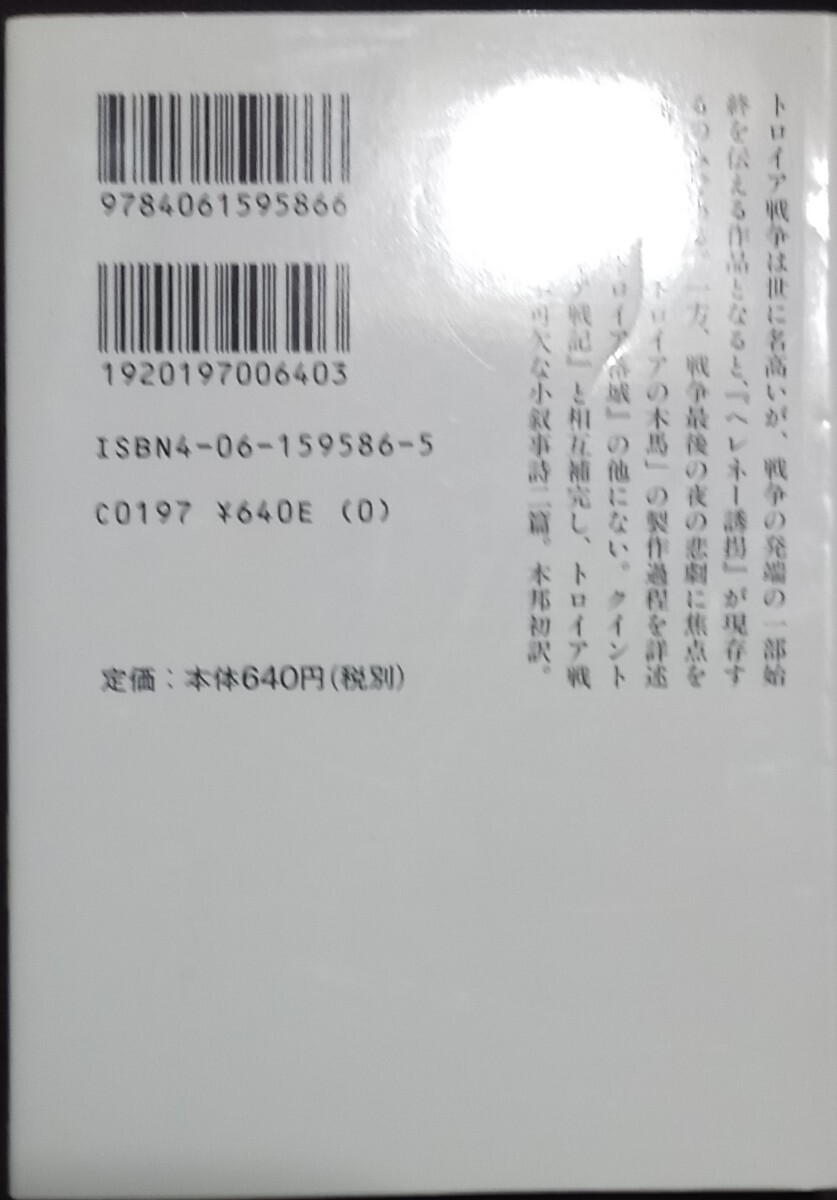 9784061595866
1920197006403
ISBN4-06-159586-5
C0197 ¥640E (0)
定価：本体640円（税別）
トロイア戦争は世に名高いが、戦争の発端の一部始
終を伝える作品となると、『ヘレネー誘拐』が現存す
一方、戦争最後の夜の悲劇に焦点を
トロイアの木馬」の製作過程を詳述
ロイア落城』の他にない。クイント
ア戦記』と相互補完し、トロイア戦
可欠な小叙事詩二篇。本邦初訳。